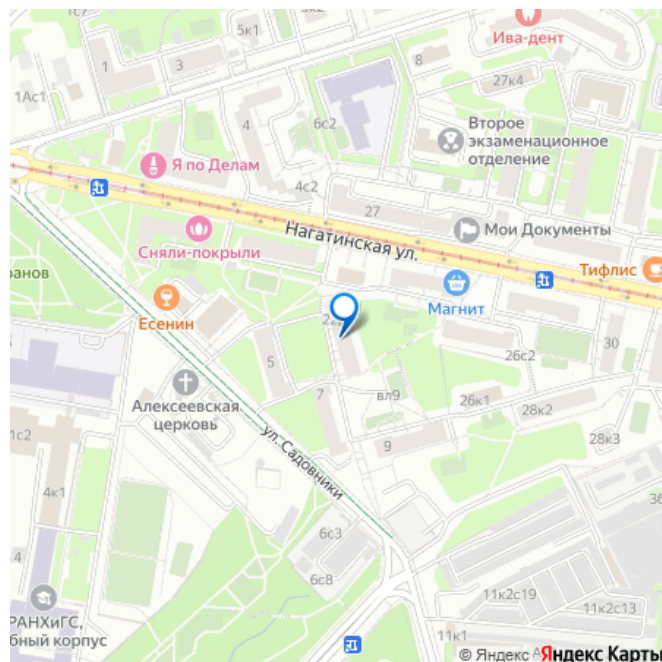 5к1
Ива-дент
1
3
8
27к4
1Ас1
4
6с2
Второе
экзаменационное
отделение
Я по Делам
4с2
27
Мои Документы
Нагатинская ул.
Сняли-покрыли
Тифлис
Магнит
Есенин
5
7
26с2
30
вл9
26к1
28к2
Алексеевская
церковь
9
28к3
1с2
ул. Садовники
4к1
6с3
4
6с8
11к2с19
11к2с13
РАНХиГС,
бный корпус
11к1
© Яндекс
Яндекс Карты